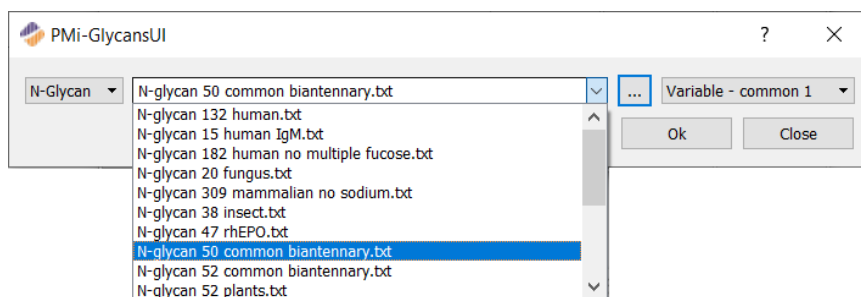 PMi-GlycansUI ?
N-Glycan N-glycan 50 common biantennary.txt ... Variable - common 1
N-glycan 132 human.txt
N-glycan 15 human IgM.txt
Ok Close
N-glycan 182 human no multiple fucose.txt
N-glycan 20 fungus.txt
N-glycan 309 mammalian no sodium.txt
N-glycan 38 insect.txt
N-glycan 47 rhEPO.txt
N-glycan 50 common biantennary.txt
N-glycan 52 common biantennary.txt
N-glycan 52 plants.txt